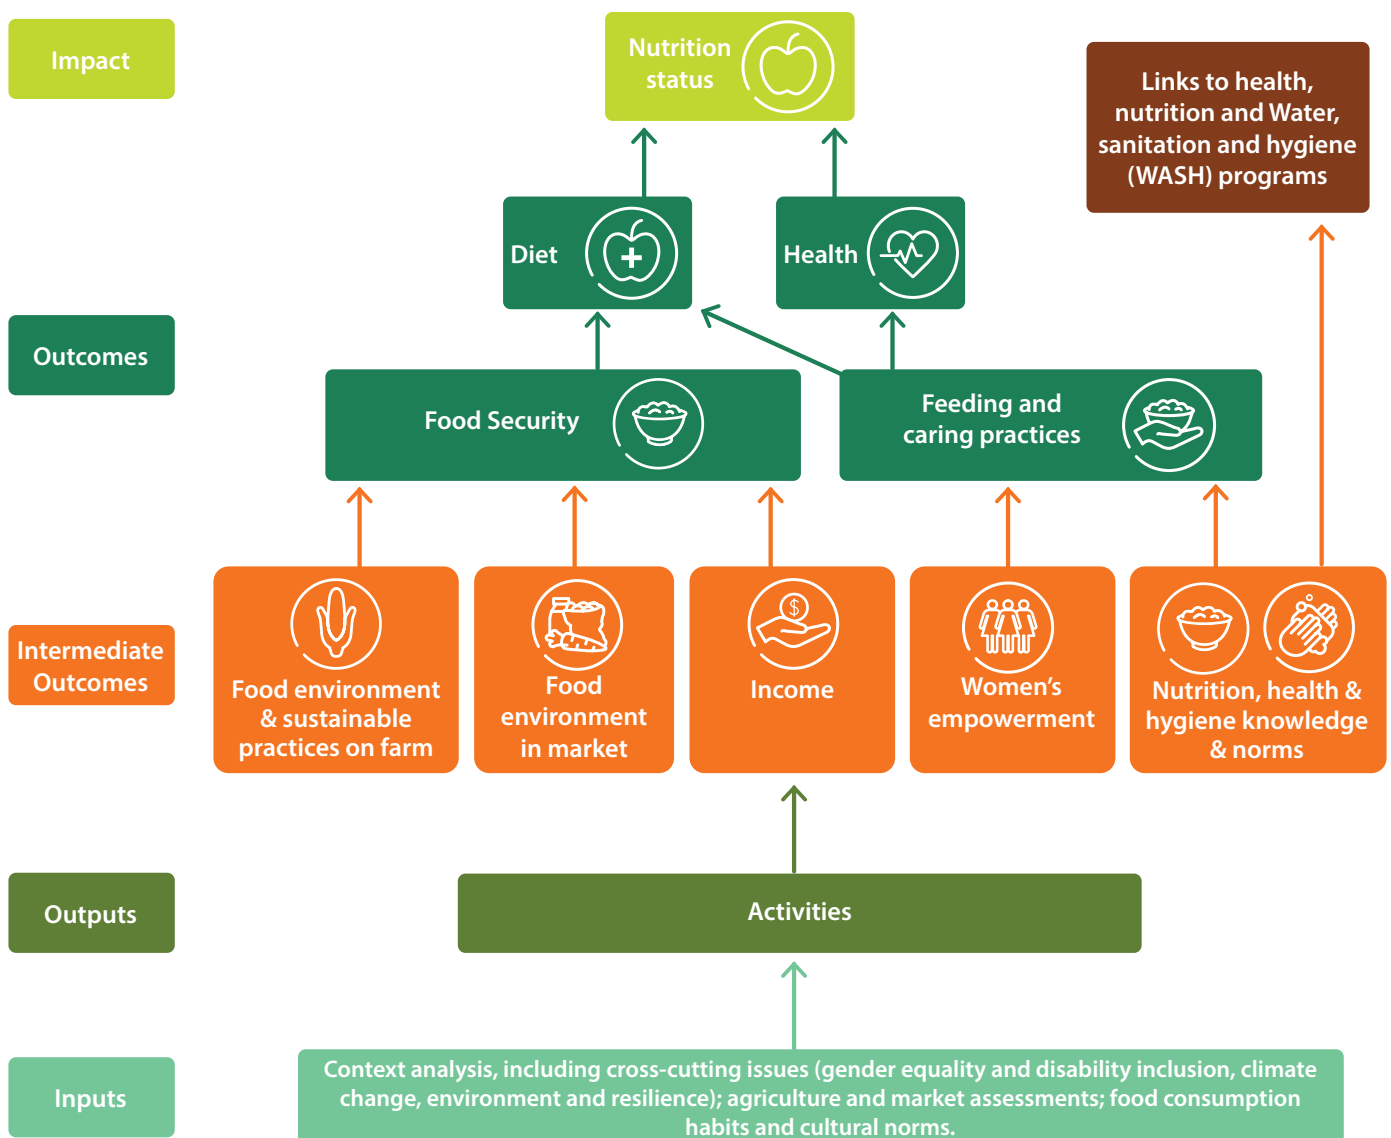 Impact
Nutrition
status
Links to health,
nutrition and Water,
sanitation and hygiene
(WASH) programs
Diet
Health
Outcomes
Food Security
Feeding and
caring practices
Intermediate
Outcomes
Food environment
& sustainable
practices on farm
Food
environment
in market
$
Income
Women’s
empowerment
Nutrition, health &
hygiene knowledge
& norms
Outputs
Activities
Inputs
Context analysis, including cross-cutting issues (gender equality and disability inclusion, climate
change, environment and resilience); agriculture and market assessments; food consumption
habits and cultural norms.